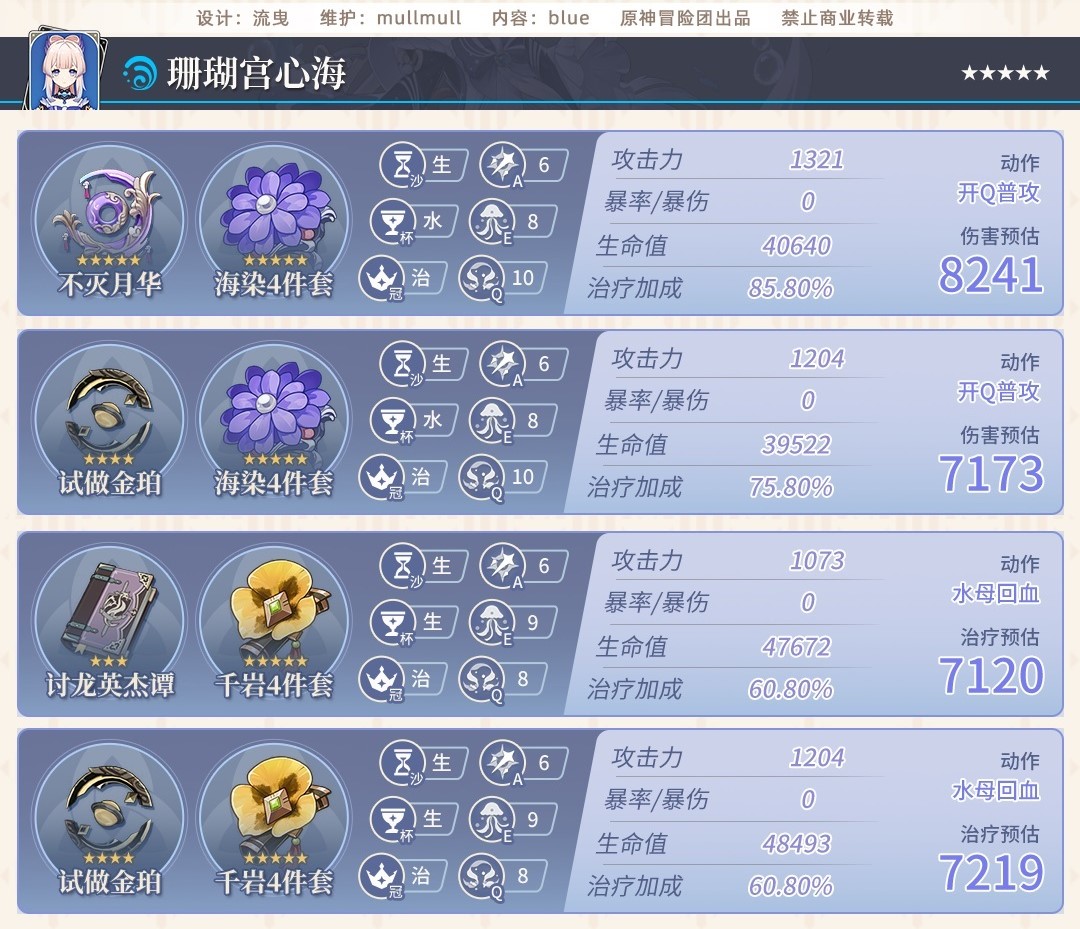 设计：流曳 维护：mullmull 内容：blue 原神冒险团出品 禁止商业转载
珊瑚宫心海 ★★★★★
不灭月华
海染4件套
沙 生 A 6
杯 水 E 8
冠 治 Q 10
攻击力 1321
暴率/暴伤 0
生命值 40640
治疗加成 85.80%
动作
开Q普攻
伤害预估
8241
试做金珀
海染4件套
沙 生 A 6
杯 水 E 8
冠 治 Q 10
攻击力 1204
暴率/暴伤 0
生命值 39522
治疗加成 75.80%
动作
开Q普攻
伤害预估
7173
讨龙英杰谭
千岩4件套
沙 生 A 6
杯 生 E 9
冠 治 Q 8
攻击力 1073
暴率/暴伤 0
生命值 47672
治疗加成 60.80%
动作
水母回血
治疗预估
7120
试做金珀
千岩4件套
沙 生 A 6
杯 生 E 9
冠 治 Q 8
攻击力 1204
暴率/暴伤 0
生命值 48493
治疗加成 60.80%
动作
水母回血
治疗预估
7219